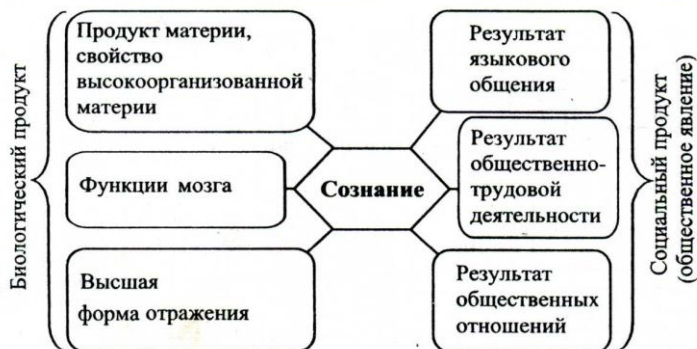 Биологический продукт
Продукт материи,
свойство
высокоорганизованной
материи
Функции мозга
Высшая
форма отражения
Сознание
Результат
языкового
общения
Результат
общественно-
трудовой
деятельности
Результат
общественных
отношений
Социальный продукт
(общественное явление)